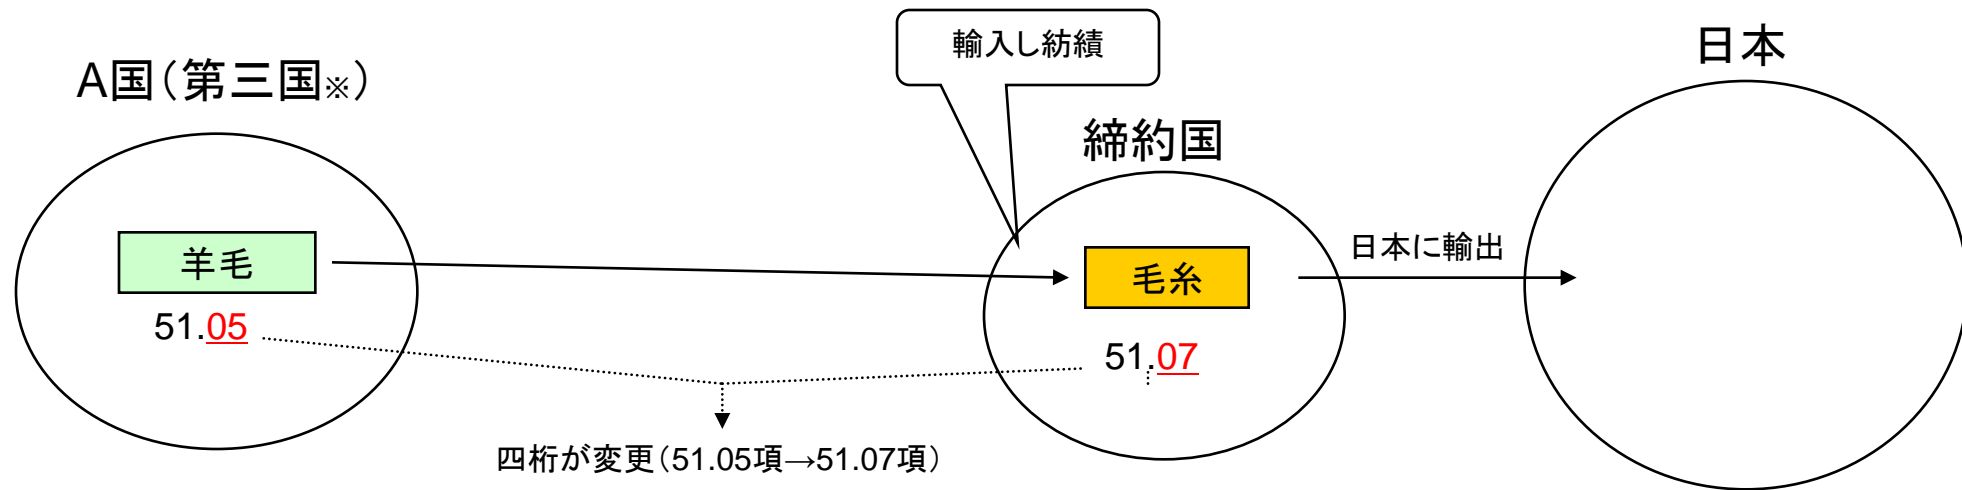 A国（第三国※）
羊毛
51.05
輸入し紡績
締約国
毛糸
51.07
日本に輸出
日本
四桁が変更（51.05項→51.07項）